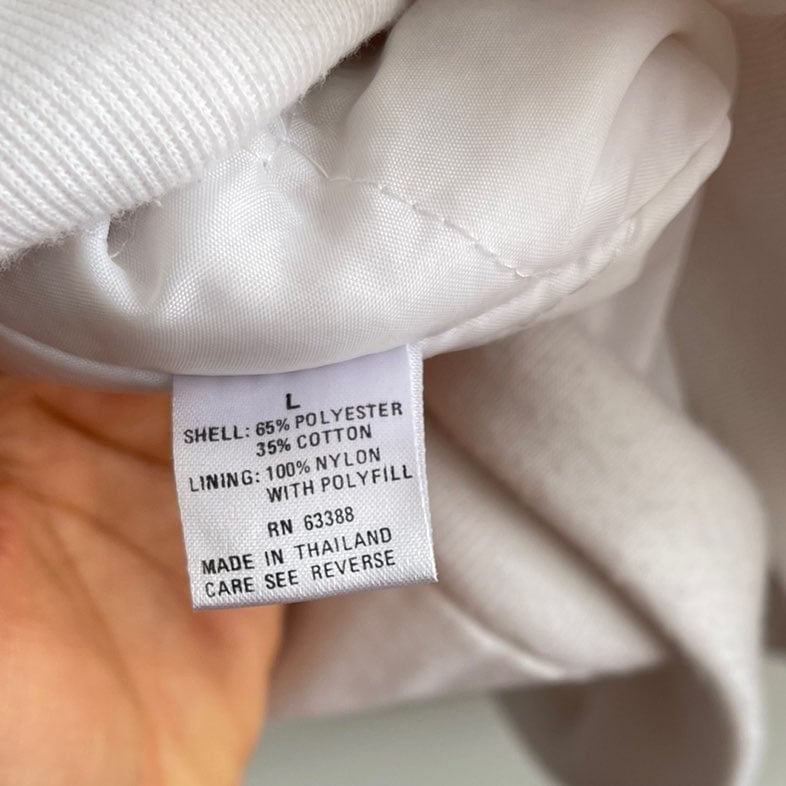 L
SHELL: 65% POLYESTER
35% COTTON
LINING: 100% NYLON
WITH POLYFILL
RN 63388
MADE IN THAILAND
CARE SEE REVERSE